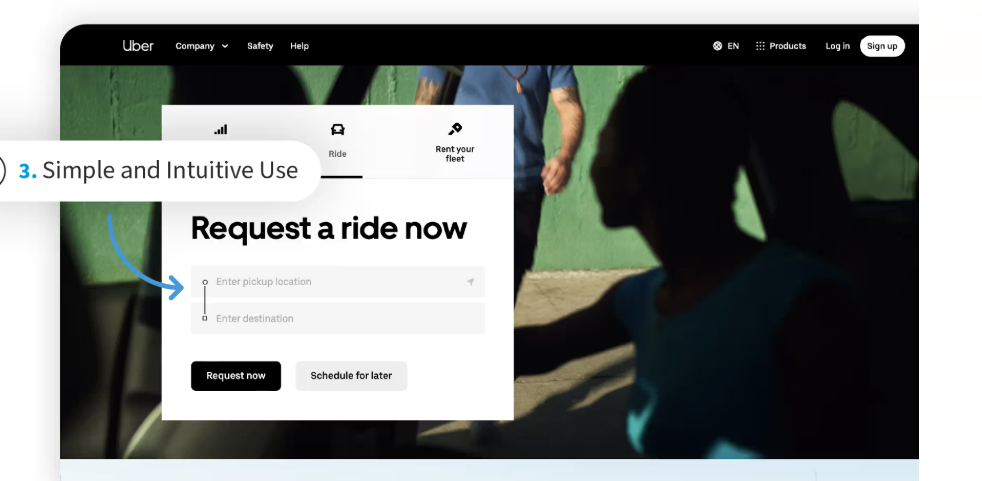 Uber Company Safety Help EN Products Log in Sign up
Ride
Rent your
fleet
3. Simple and Intuitive Use
Request a ride now
Enter pickup location
Enter destination
Request now Schedule for later